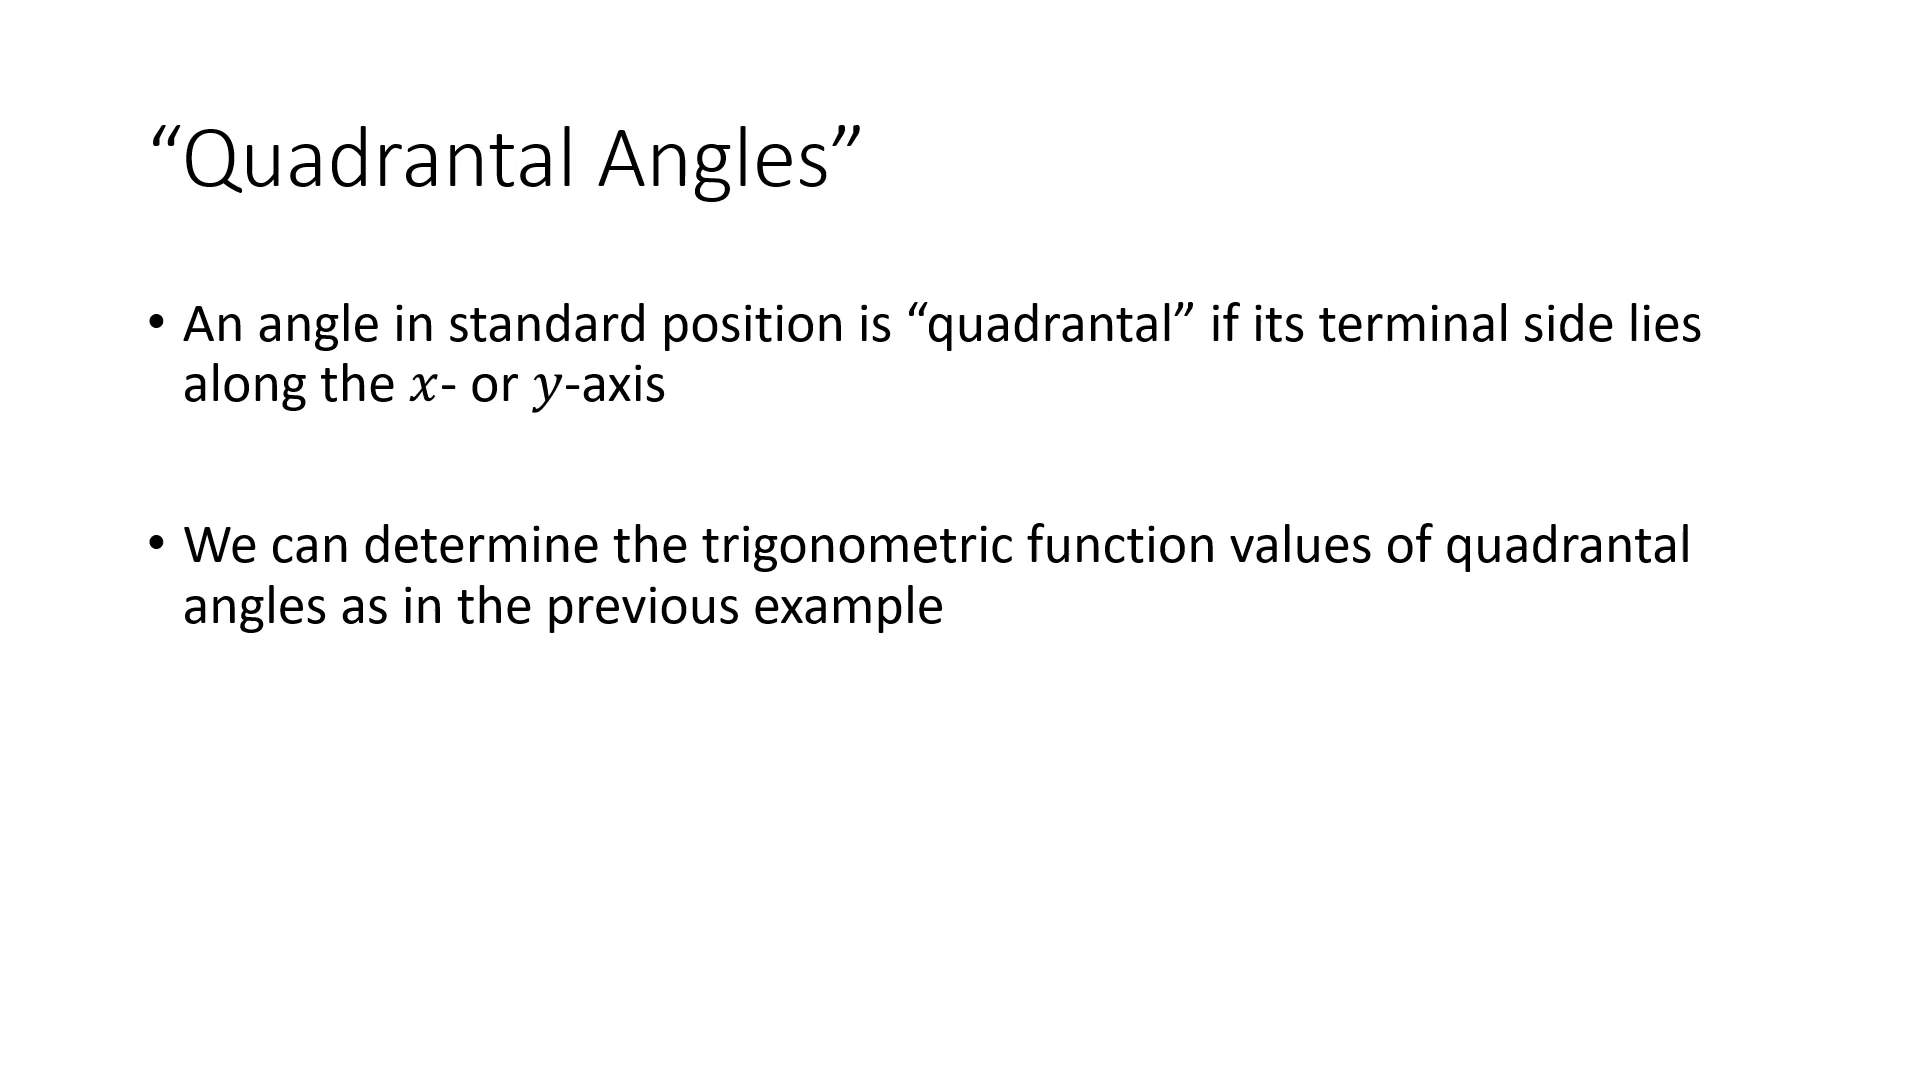 “Quadrantal Angles”
• An angle in standard position is “quadrantal” if its terminal side lies
along the 𝑥- or 𝑦-axis
• We can determine the trigonometric function values of quadrantal
angles as in the previous example